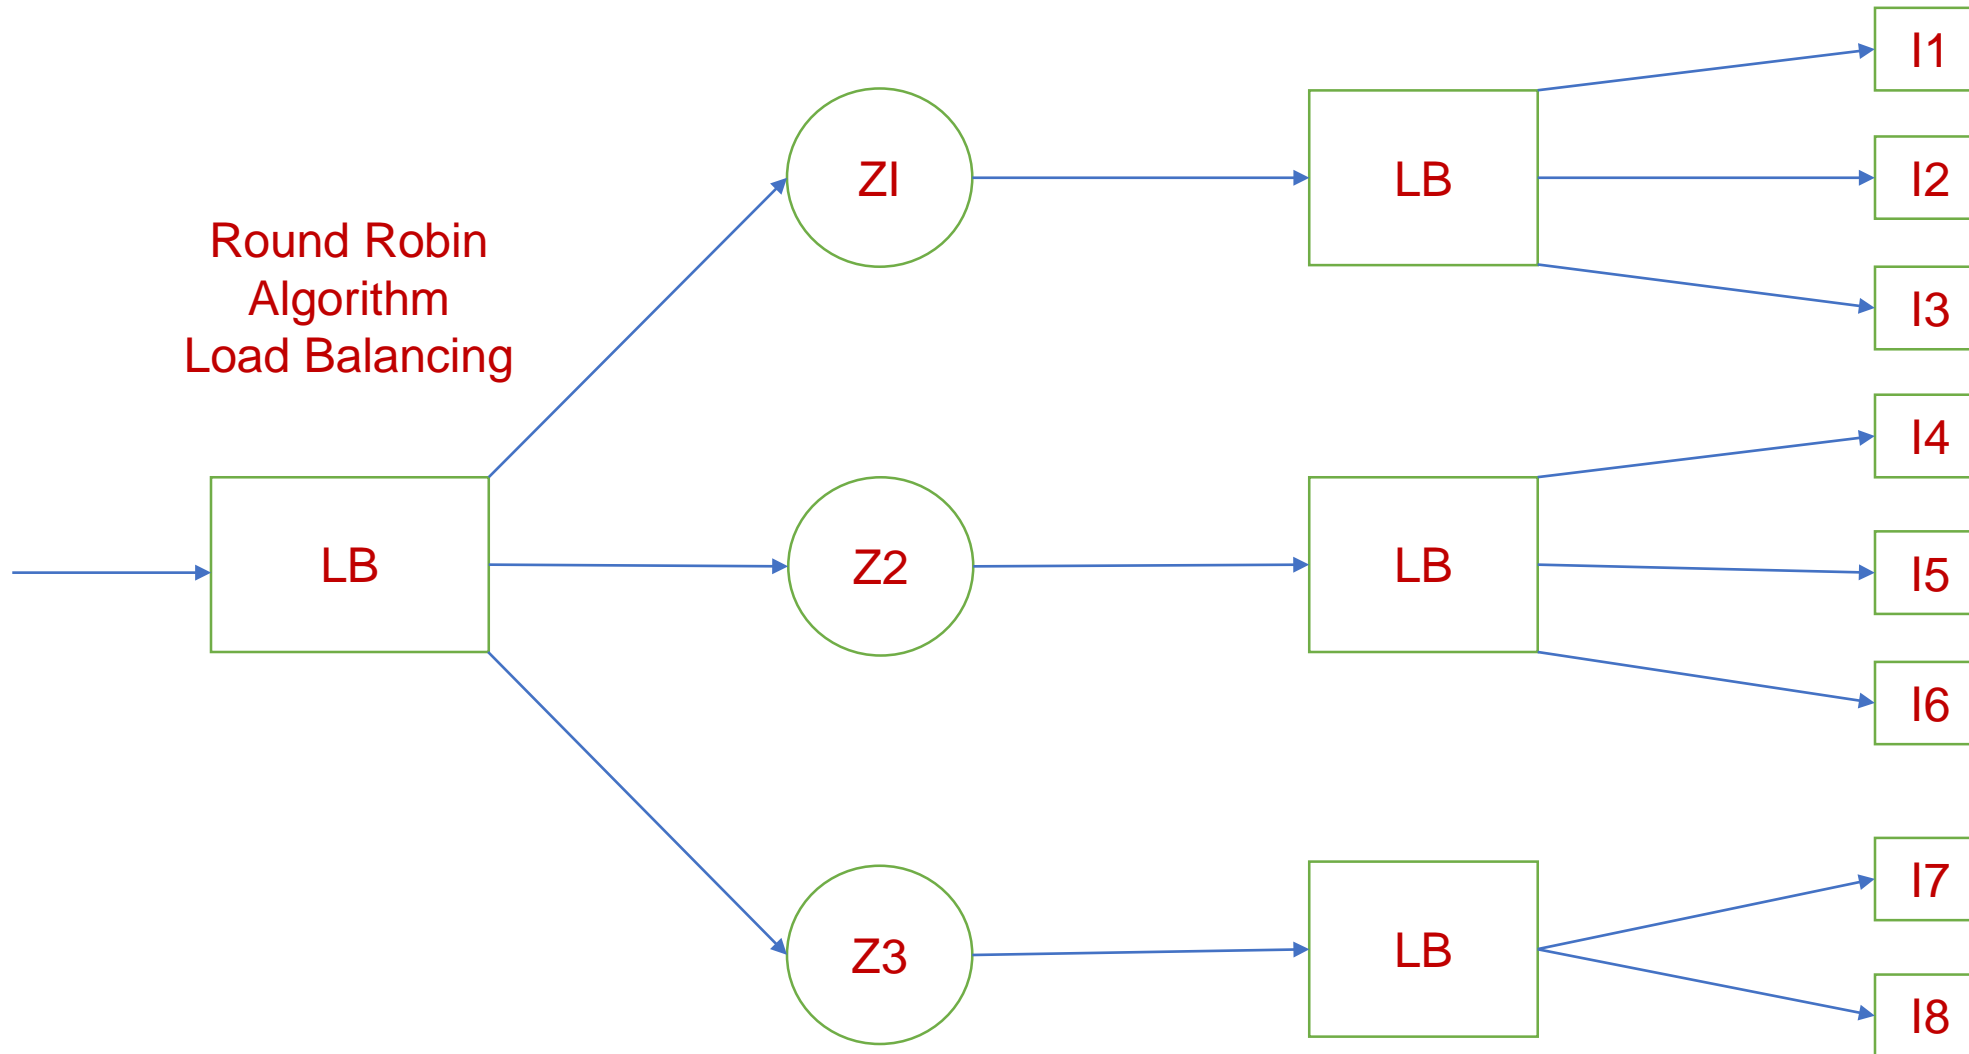 Round Robin
Algorithm
Load Balancing
LB
ZI
Z2
Z3
LB
LB
LB
I1
I2
I3
I4
I5
I6
I7
I8